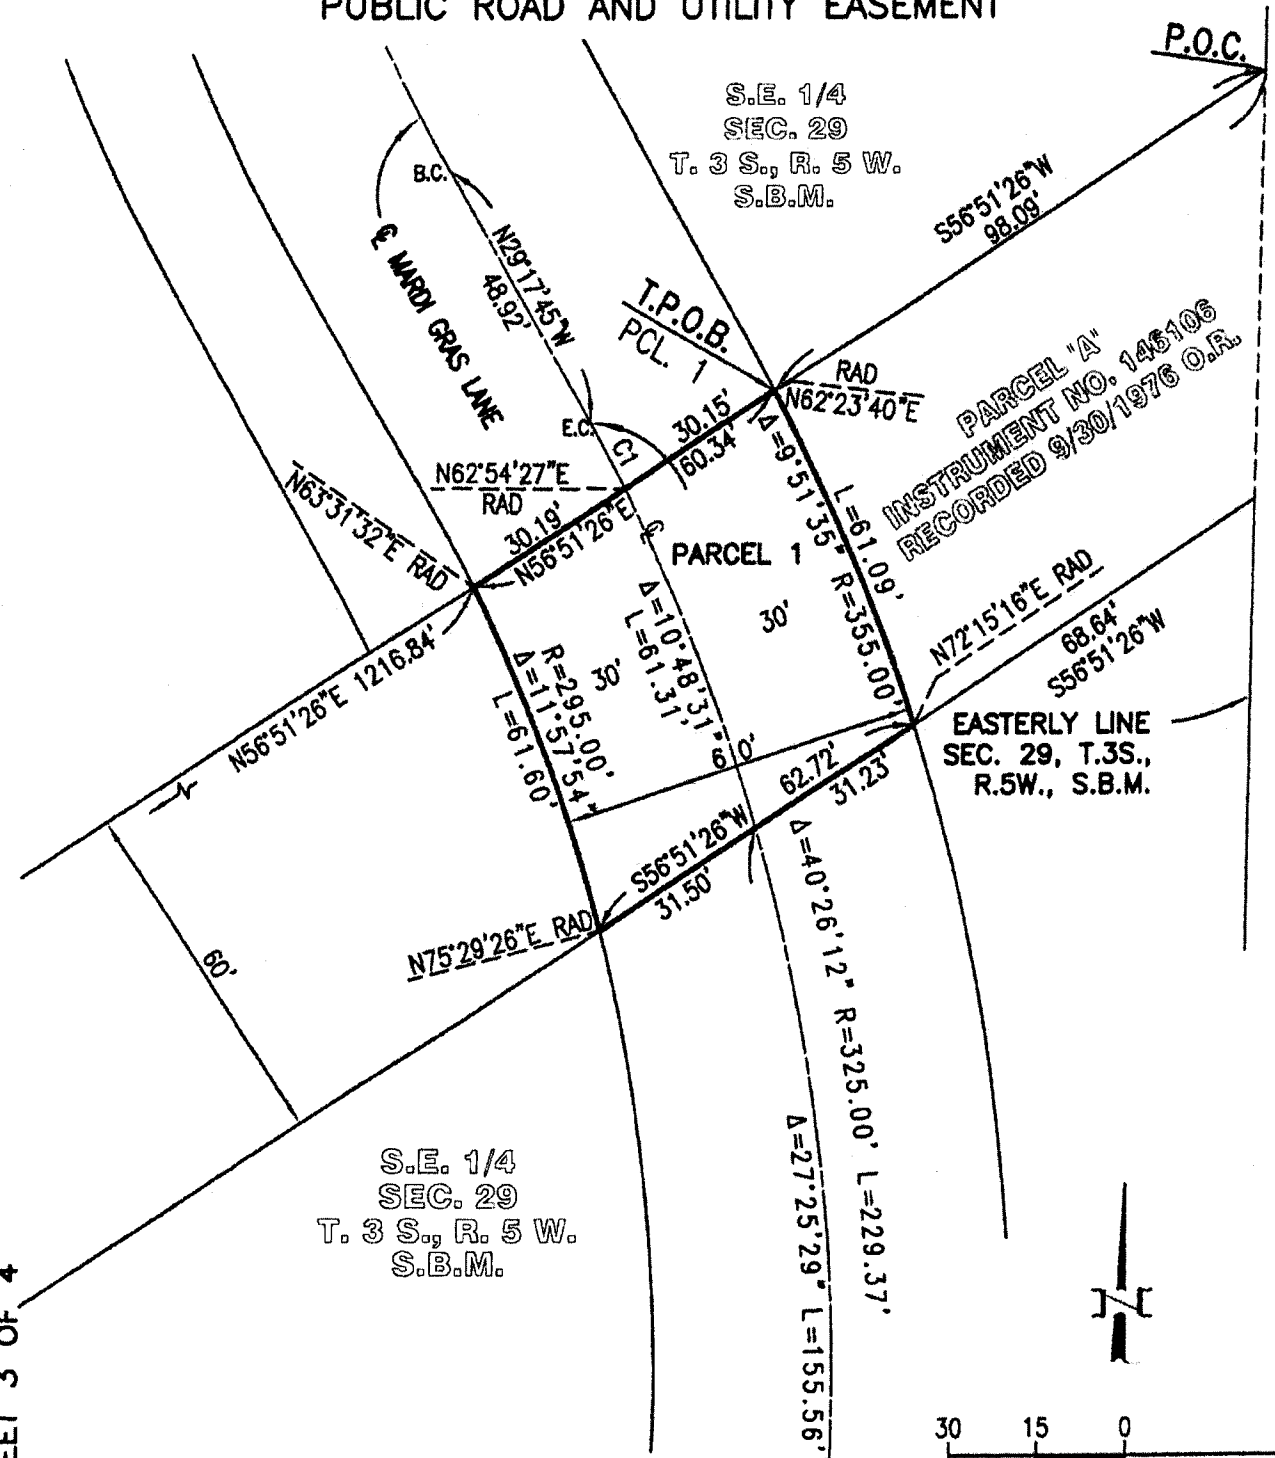 PUBLIC ROAD AND UTILITY EASEMENT
P.O.C.
S.E. 1/4
SEC. 29
T. 3 S., R. 5 W.
S.B.M.
S56°51'26"W
98.09'
B.C.
N29°17'45"W
48.92'
℄ MARDI GRAS LANE
T.P.O.B.
PCL. 1
RAD
N62°23'40"E
PARCEL "A"
INSTRUMENT NO. 146106
RECORDED 9/30/1976 O.R.
E.C.
C1
30.15'
60.34'
N62°54'27"E
RAD
N63°31'32"E RAD
30.19'
N56°51'26"E
℄
PARCEL 1
Δ=9°51'35" R=355.00'
L=61.09'
30'
30'
Δ=10°48'31"
L=61.31'
R=295.00'
Δ=11°57'54"
L=61.60'
N72°15'16"E RAD
68.64'
S56°51'26"W
N56°51'26"E 1216.84'
EASTERLY LINE
SEC. 29, T.3S.,
R.5W., S.B.M.
60'
62.72'
31.23'
S56°51'26"W
31.50'
N75°29'26"E RAD
60'
Δ=40°26'12" R=325.00' L=229.37'
Δ=27°25'29" L=155.56'
S.E. 1/4
SEC. 29
T. 3 S., R. 5 W.
S.B.M.
3 OF 4
30 15 0